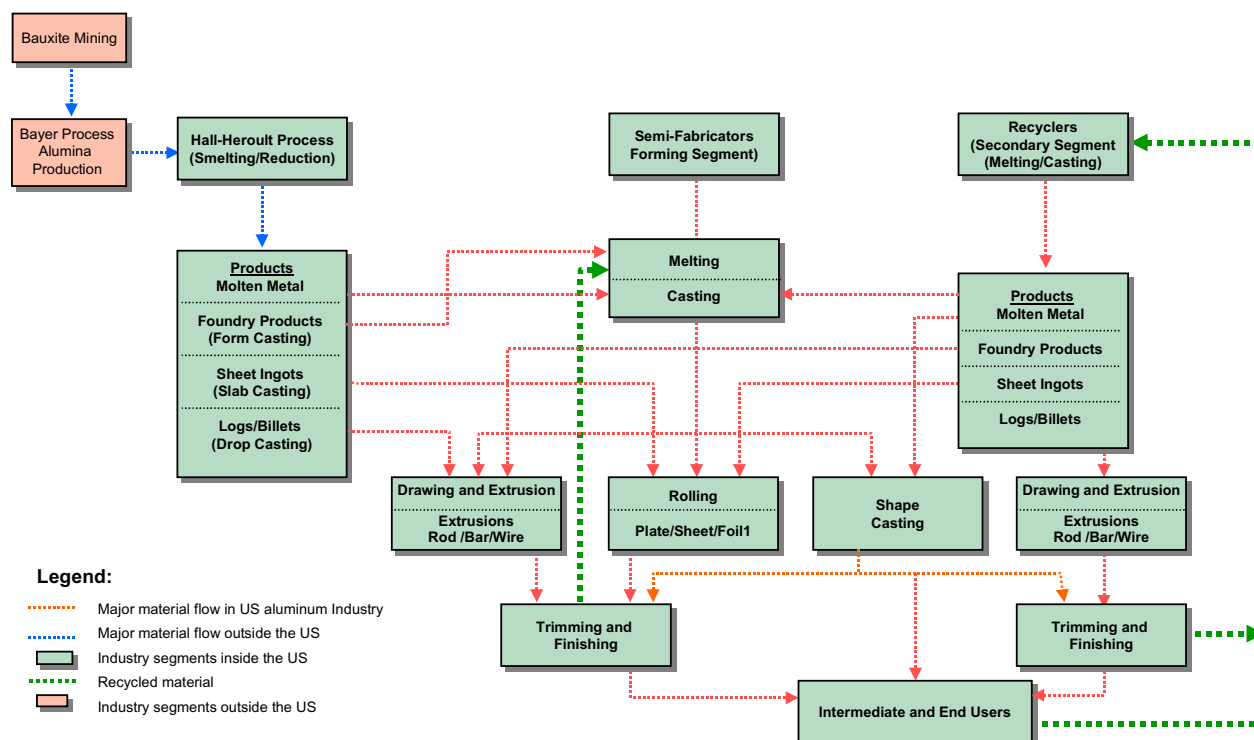 Bauxite Mining
Bayer Process
Alumina
Production
Hall-Heroult Process
(Smelting/Reduction)
Semi-Fabricators
Forming Segment)
Recyclers
(Secondary Segment
(Melting/Casting)
Products
Molten Metal
Foundry Products
(Form Casting)
Sheet Ingots
(Slab Casting)
Logs/Billets
(Drop Casting)
Melting
Casting
Products
Molten Metal
Foundry Products
Sheet Ingots
Logs/Billets
Drawing and Extrusion
Extrusions
Rod /Bar/Wire
Rolling
Plate/Sheet/Foil1
Shape
Casting
Drawing and Extrusion
Extrusions
Rod /Bar/Wire
Trimming and
Finishing
Trimming and
Finishing
Intermediate and End Users
Legend:
Major material flow in US aluminum Industry
Major material flow outside the US
Industry segments inside the US
Recycled material
Industry segments outside the US